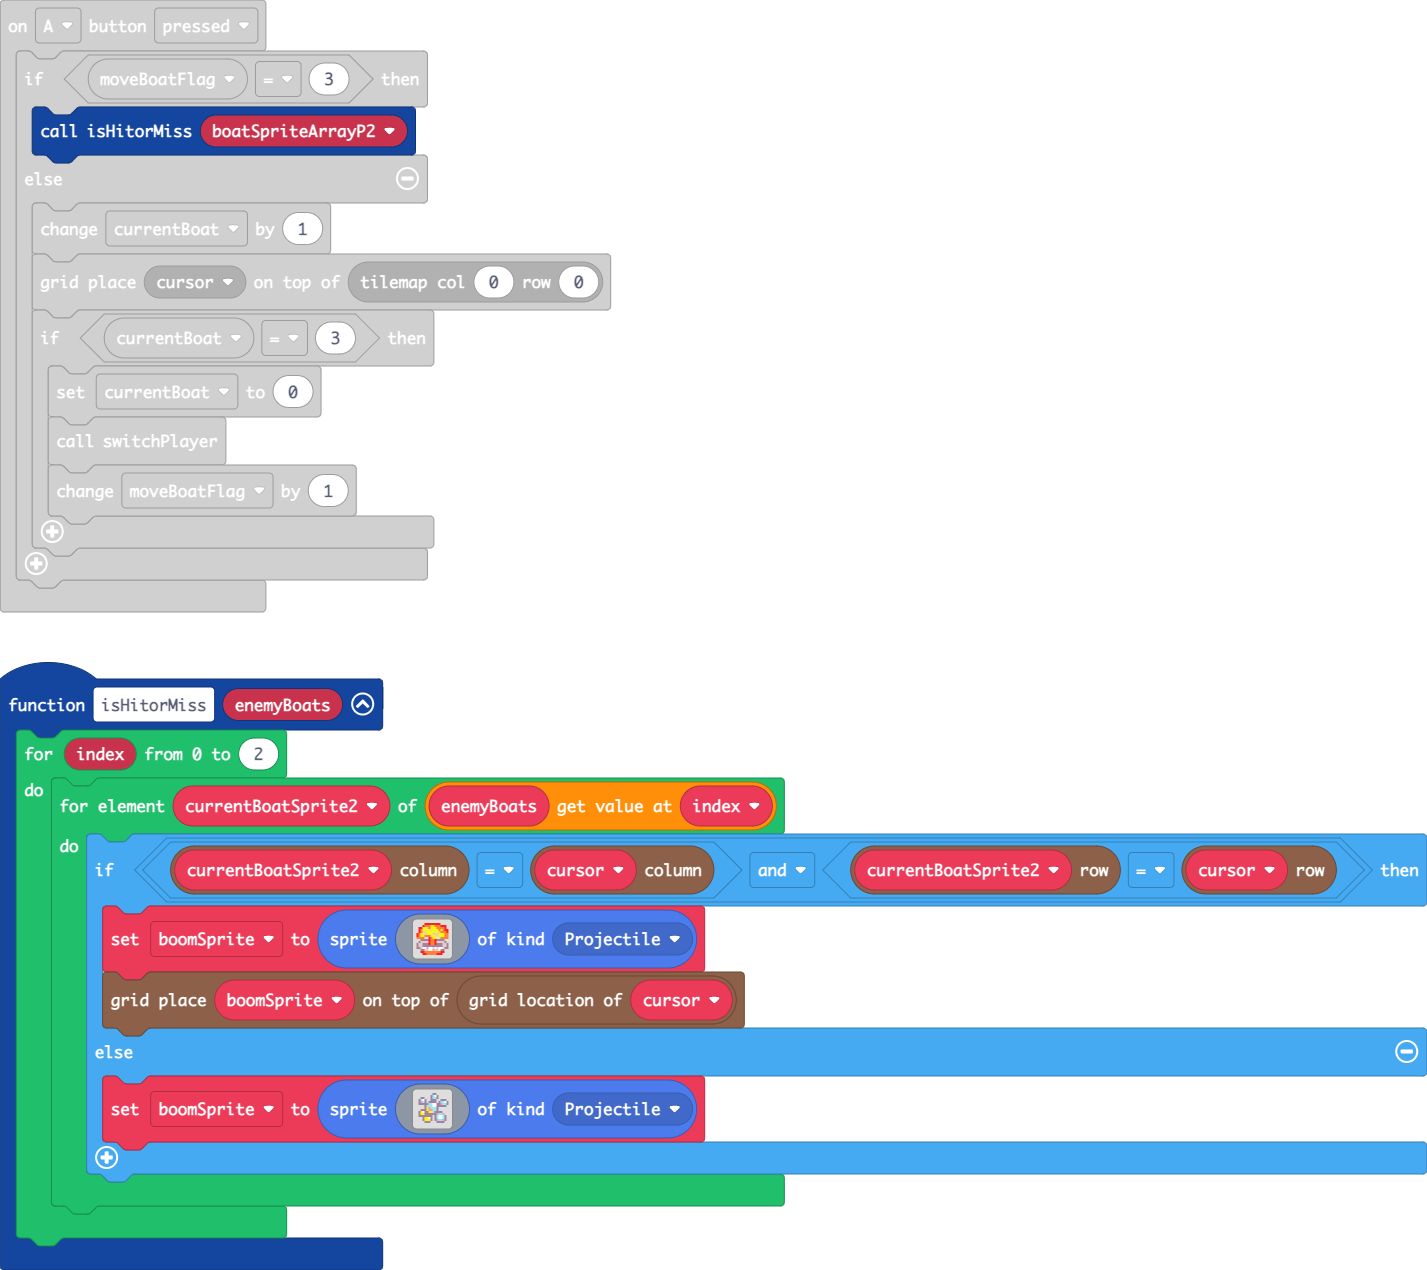 on A button pressed
if moveBoatFlag = 3 then
call isHitorMiss boatSpriteArrayP2
else
change currentBoat by 1
grid place cursor on top of tilemap col 0 row 0
if currentBoat = 3 then
set currentBoat to 0
call switchPlayer
change moveBoatFlag by 1
function isHitorMiss enemyBoats
for index from 0 to 2
do
for element currentBoatSprite2 of enemyBoats get value at index
do
if currentBoatSprite2 column = cursor column and currentBoatSprite2 row = cursor row then
set boomSprite to sprite of kind Projectile
grid place boomSprite on top of grid location of cursor
else
set boomSprite to sprite of kind Projectile